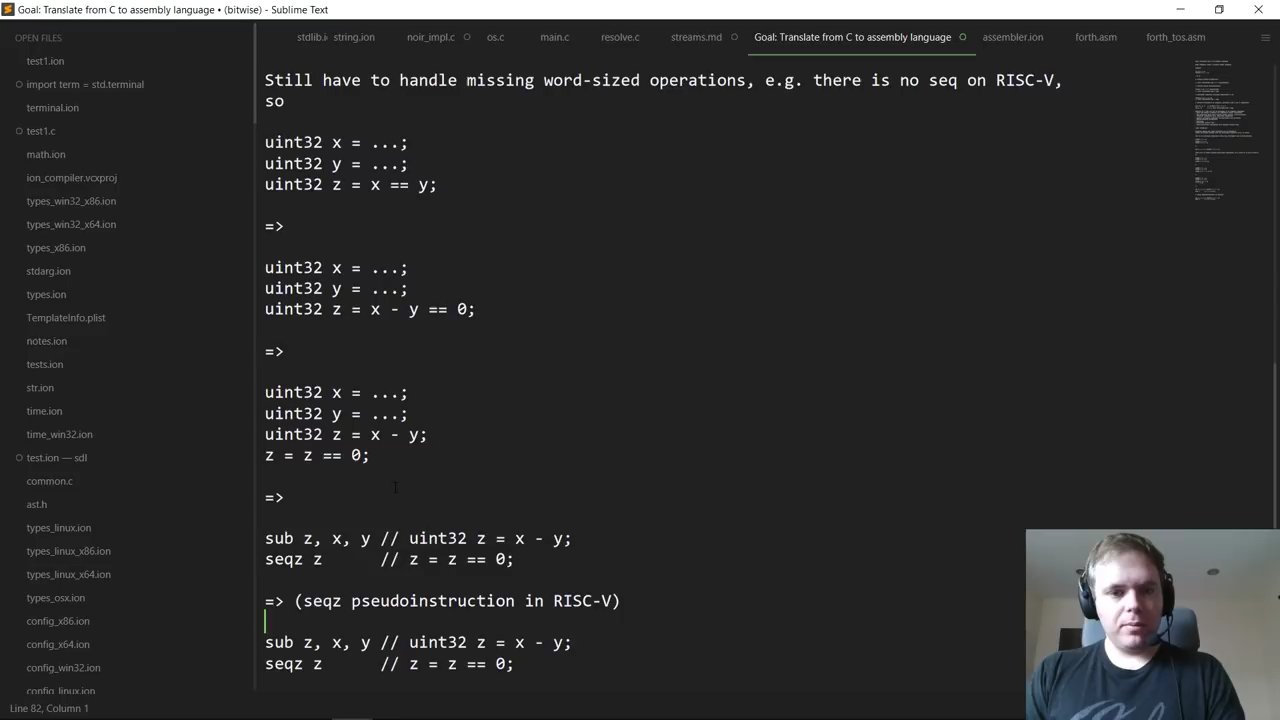 Goal: Translate from C to assembly language • (bitwise) - Sublime Text
OPEN FILES
test1.ion
import term = std.terminal
terminal.ion
test1.c
math.ion
ion_compiler.vcxproj
types_win32_x86.ion
types_win32_x64.ion
types_x86.ion
stdarg.ion
types.ion
TemplateInfo.plist
notes.ion
tests.ion
str.ion
time.ion
time_win32.ion
test.ion — sdl
common.c
ast.h
types_linux.ion
types_linux_x86.ion
types_linux_x64.ion
types_osx.ion
config_x86.ion
config_x64.ion
config_win32.ion
config_linux.ion
stdlib.i string.ion noir_impl.c os.c main.c resolve.c streams.md Goal: Translate from C to assembly language assembler.ion forth.asm forth_tos.asm
Still have to handle missing word-sized operations, e.g. there is no seq on RISC-V,
so
uint32 x = ...;
uint32 y = ...;
uint32 z = x == y;
=>
uint32 x = ...;
uint32 y = ...;
uint32 z = x - y == 0;
=>
uint32 x = ...;
uint32 y = ...;
uint32 z = x - y;
z = z == 0;
=>
sub z, x, y // uint32 z = x - y;
seqz z      // z = z == 0;
=> (seqz pseudoinstruction in RISC-V)
sub z, x, y // uint32 z = x - y;
seqz z      // z = z == 0;
Line 82, Column 1